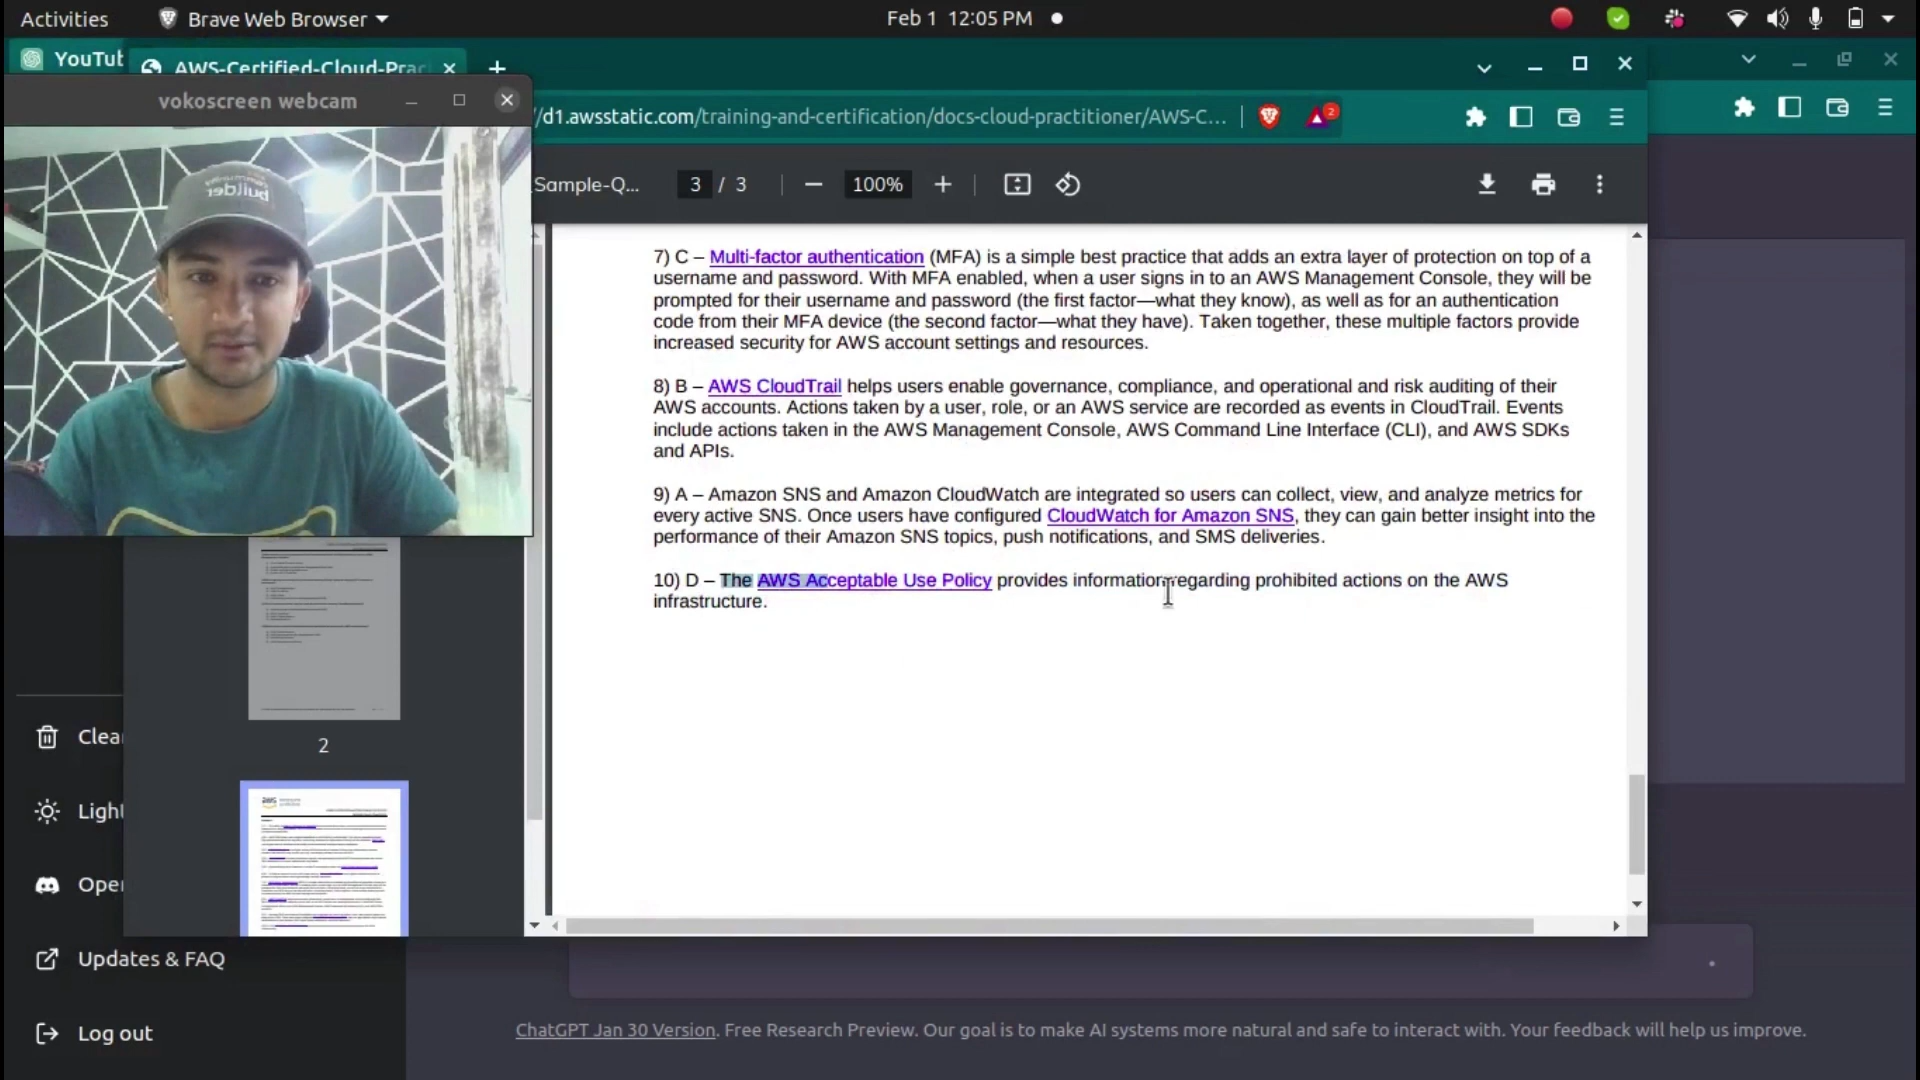 Activities
Brave Web Browser
Feb 1 12:05 PM
YouTub
AWS-Certified-Cloud-Prac
vokoscreen webcam
/d1.awsstatic.com/training-and-certification/docs-cloud-practitioner/AWS-C...
2
Sample-Q...
3 / 3
100%
builder
7) C – Multi-factor authentication (MFA) is a simple best practice that adds an extra layer of protection on top of a
username and password. With MFA enabled, when a user signs in to an AWS Management Console, they will be
prompted for their username and password (the first factor—what they know), as well as for an authentication
code from their MFA device (the second factor—what they have). Taken together, these multiple factors provide
increased security for AWS account settings and resources.
8) B – AWS CloudTrail helps users enable governance, compliance, and operational and risk auditing of their
AWS accounts. Actions taken by a user, role, or an AWS service are recorded as events in CloudTrail. Events
include actions taken in the AWS Management Console, AWS Command Line Interface (CLI), and AWS SDKs
and APIs.
9) A – Amazon SNS and Amazon CloudWatch are integrated so users can collect, view, and analyze metrics for
every active SNS. Once users have configured CloudWatch for Amazon SNS, they can gain better insight into the
performance of their Amazon SNS topics, push notifications, and SMS deliveries.
10) D – The AWS Acceptable Use Policy provides information regarding prohibited actions on the AWS
infrastructure.
2
aws
Clea
Light
Oper
Updates & FAQ
Log out
ChatGPT Jan 30 Version. Free Research Preview. Our goal is to make AI systems more natural and safe to interact with. Your feedback will help us improve.